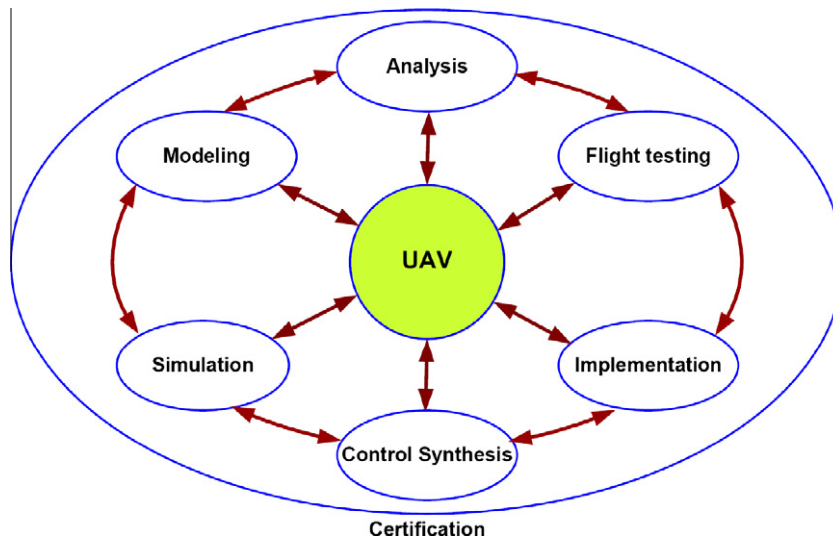 Analysis
Modeling
Flight testing
UAV
Simulation
Implementation
Control Synthesis
Certification